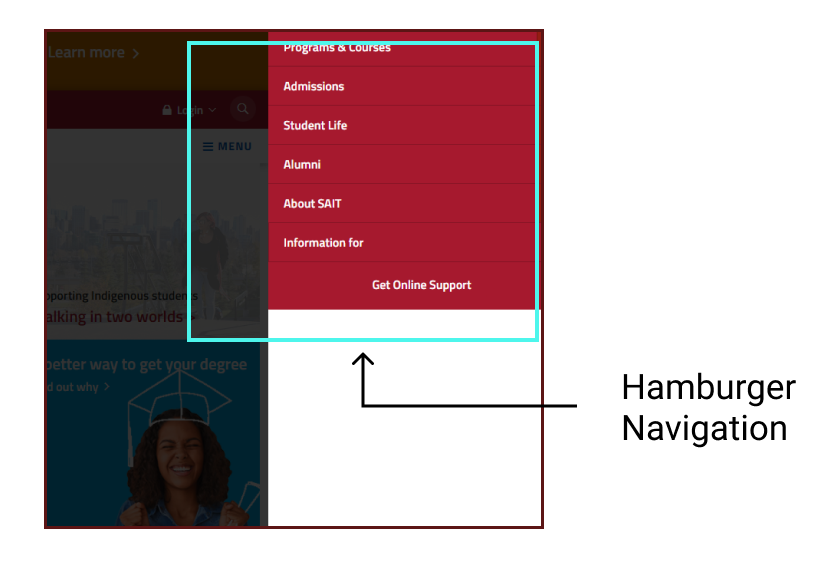 Learn more >
Programs & Courses
Login
Admissions
Student Life
MENU
Alumni
About SAIT
Information for
Get Online Support
pporting Indigenous students
alking in two worlds
better way to get your degree
d out why >
Hamburger
Navigation